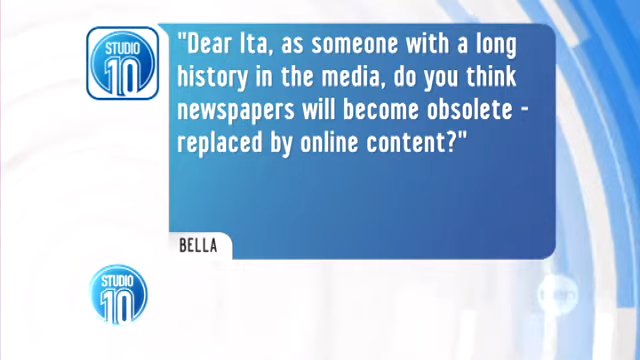 STUDIO
10
"Dear Ita, as someone with a long
history in the media, do you think
newspapers will become obsolete -
replaced by online content?"
BELLA
STUDIO
10